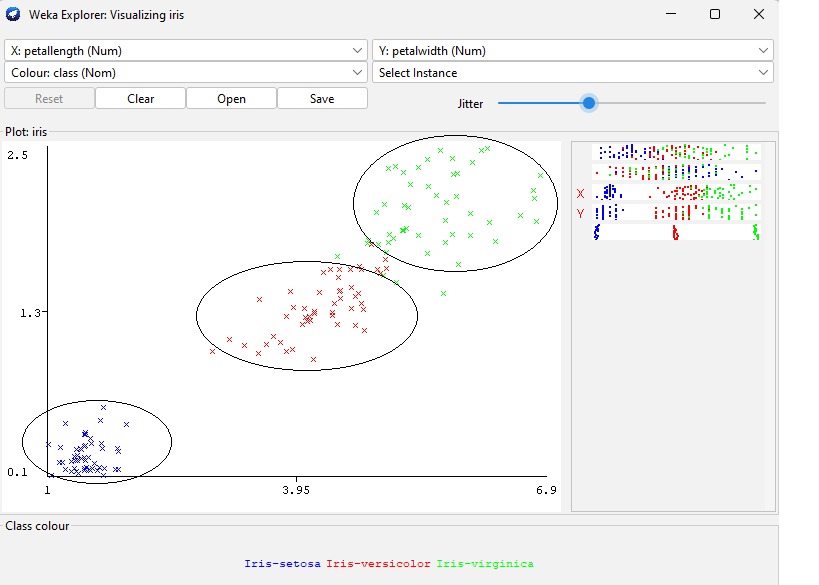 Weka Explorer: Visualizing iris
X: petallength (Num) Y: petalwidth (Num)
Colour: class (Nom) Select Instance
Reset Clear Open Save Jitter
Plot: iris
2.5
X
Y
1.3
0.1
1 3.95 6.9
Class colour
Iris-setosa Iris-versicolor Iris-virginica